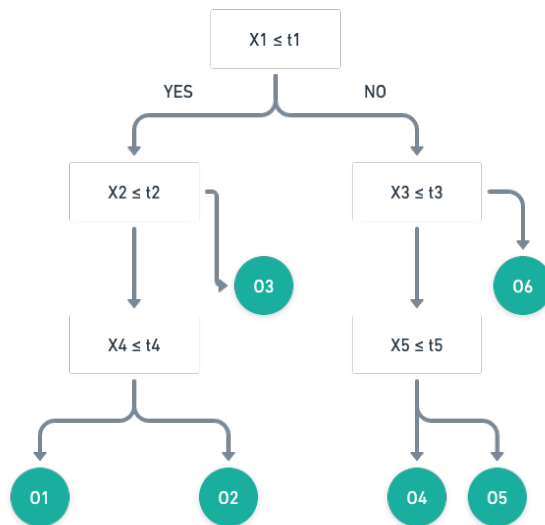 X1 ≤ t1
YES
NO
X2 ≤ t2
X3 ≤ t3
O3
O6
X4 ≤ t4
X5 ≤ t5
O1
O2
O4
O5